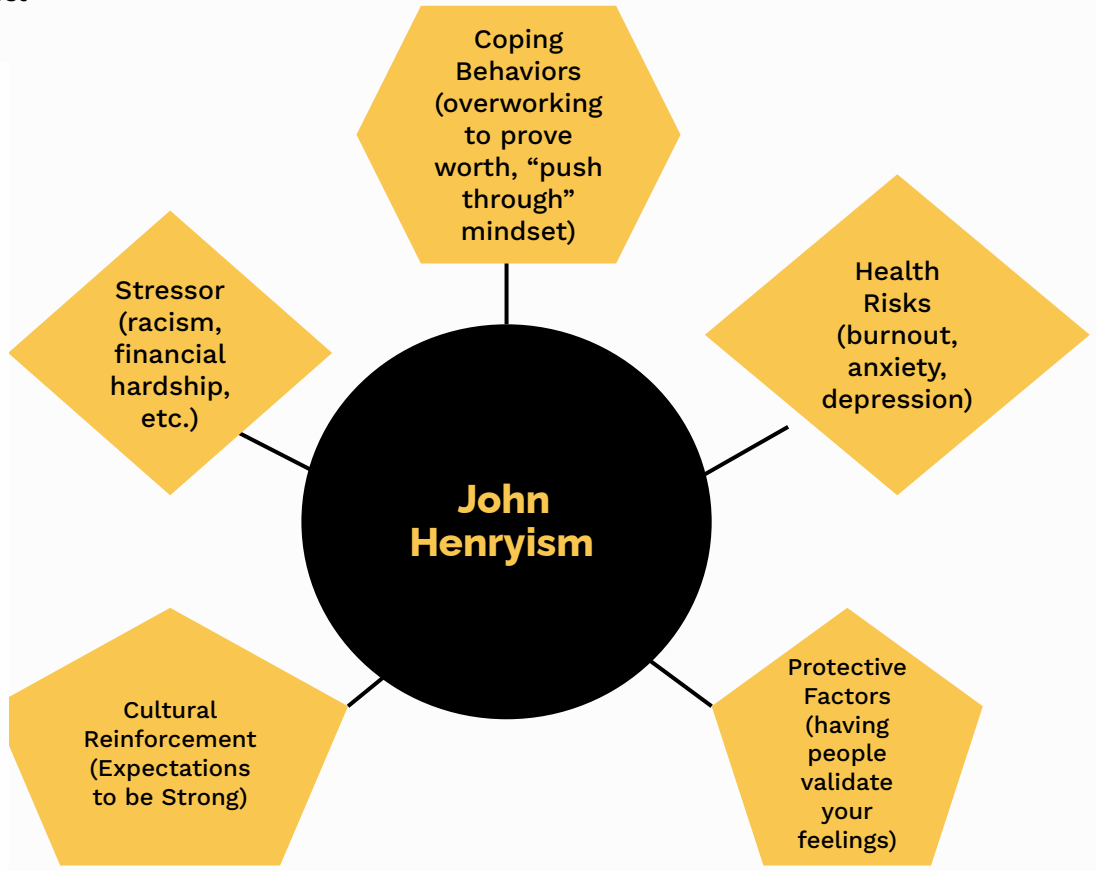 Coping
Behaviors
(overworking
to prove
worth, “push
through”
mindset)
Stressor
(racism,
financial
hardship,
etc.)
Health
Risks
(burnout,
anxiety,
depression)
John
Henryism
Cultural
Reinforcement
(Expectations
to be Strong)
Protective
Factors
(having
people
validate
your
feelings)